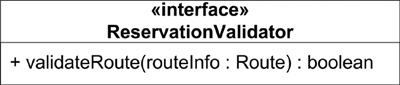 «interface»
ReservationValidator
+ validateRoute(routeInfo : Route) : boolean